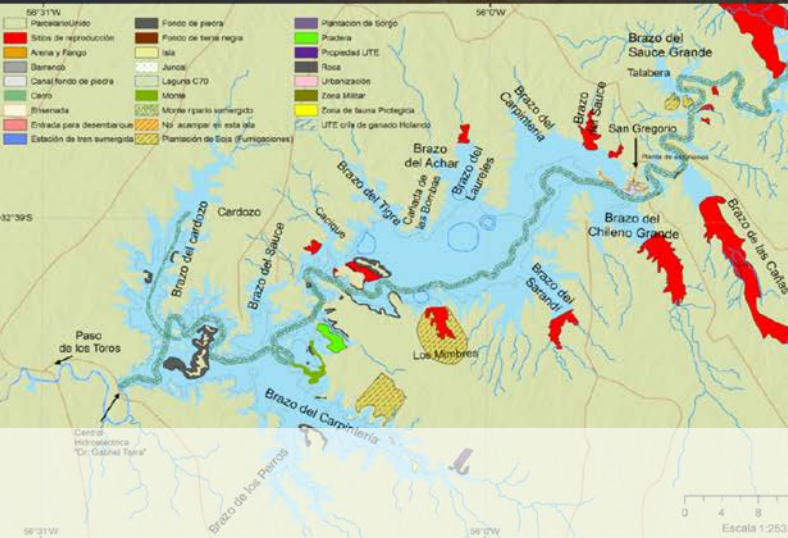 56°31'W
56°0'W
ParcelarioUnido
Sitios de reproducción
Arena y Fango
Barranco
Canal fondo de piedra
Cerro
Ensenada
Entrada para desembarque
Estación de tren sumergida
Fondo de piedra
Fondo de tierra negra
Isla
Juncal
Laguna C70
Monte
Monte ripario sumergido
No acampar en esta isla
Plantación de Soja (Fumigaciones)
Plantacion de Sorgo
Pradera
Propiedad UTE
Roca
Urbanización
Zona Militar
Zona de fauna Protegida
UTE cría de ganado Holando
Brazo del
Sauce Grande
Talabera
Brazo del
Carpintería
Brazo
del Sauce
San Gregorio
Brazo
del Achar
Brazo del
Laureles
Cañada de
las Bombas
Brazo del Tigre
Cacique
Cardozo
Brazo del cardozo
Brazo del Sauce
32°39'S
Brazo del
Chileno Grande
Brazo de las Cañas
Brazo del
Sarandí
Los Mimbres
Paso
de los Toros
Brazo del Carpintería
Central
Hidroeléctrica
"Dr. Gabriel Terra"
Brazo de los Perros
56°31'W
56°0'W
0 4 8
Escala 1:253